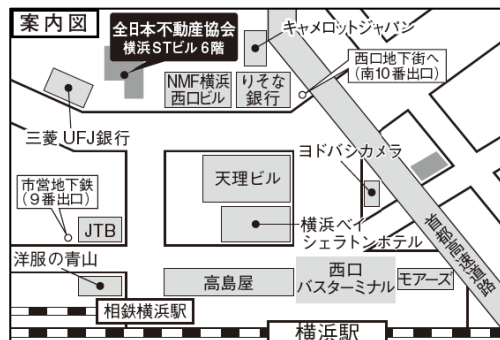 案内図
全日本不動産協会
横浜STビル 6階
キャメロットジャパン
西口地下街へ
(南10番出口)
NMF横浜
西口ビル
りそな
銀行
三菱UFJ銀行
ヨドバシカメラ
天理ビル
市営地下鉄
(9番出口)
JTB
横浜ベイ
シェラトンホテル
首都高速道路
洋服の青山
高島屋
西口
バスターミナル
モアーズ
相鉄横浜駅
横浜駅